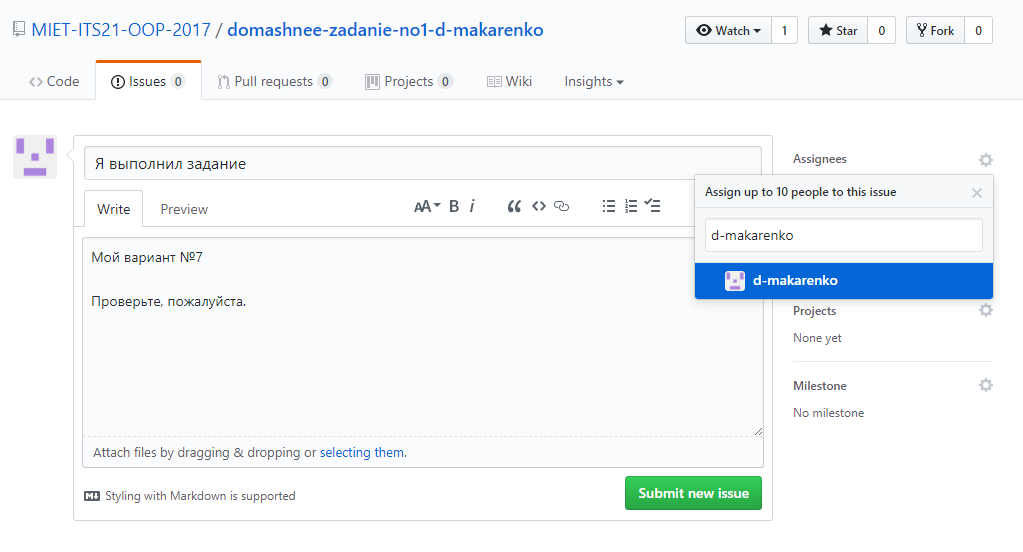 MIET-ITS21-OOP-2017 / domashnee-zadanie-no1-d-makarenko
Watch 1
Star 0
Fork 0
Code
Issues 0
Pull requests 0
Projects 0
Wiki
Insights
Я выполнил задание
Write
Preview
AA B i
Мой вариант №7
Проверьте, пожалуйста.
Attach files by dragging & dropping or selecting them.
Styling with Markdown is supported
Submit new issue
Assignees
Assign up to 10 people to this issue
d-makarenko
d-makarenko
Projects
None yet
Milestone
No milestone